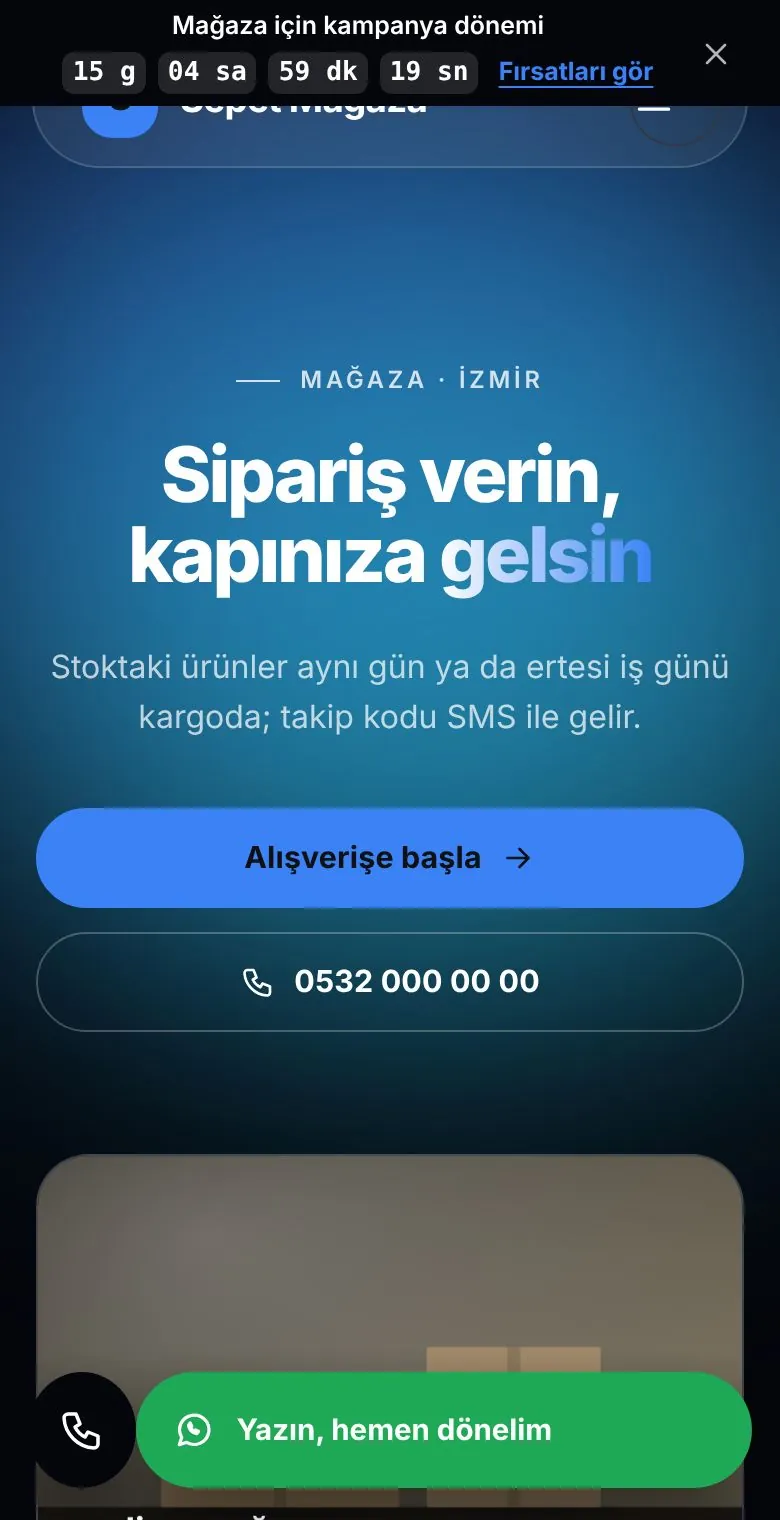 Mağaza için kampanya dönemi
15 g 04 sa 59 dk 19 sn Fırsatları gör
Sepet Mağaza
MAĞAZA · İZMİR
Sipariş verin,
kapınıza gelsin
Stoktaki ürünler aynı gün ya da ertesi iş günü
kargoda; takip kodu SMS ile gelir.
Alışverişe başla →
0532 000 00 00
Yazın, hemen dönelim